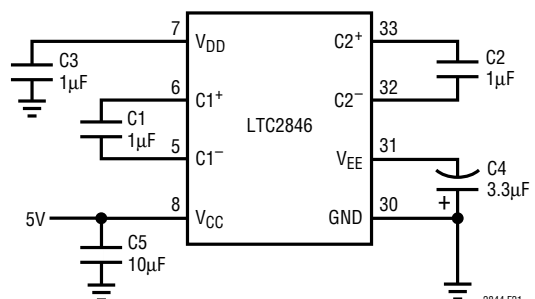 7
VDD
C2+
33
C3
1µF
C2
1µF
6
C1+
C2–
32
C1
1µF
LTC2846
5
C1–
VEE
31
C4
3.3µF
+
5V
8
VCC
GND
30
C5
10µF